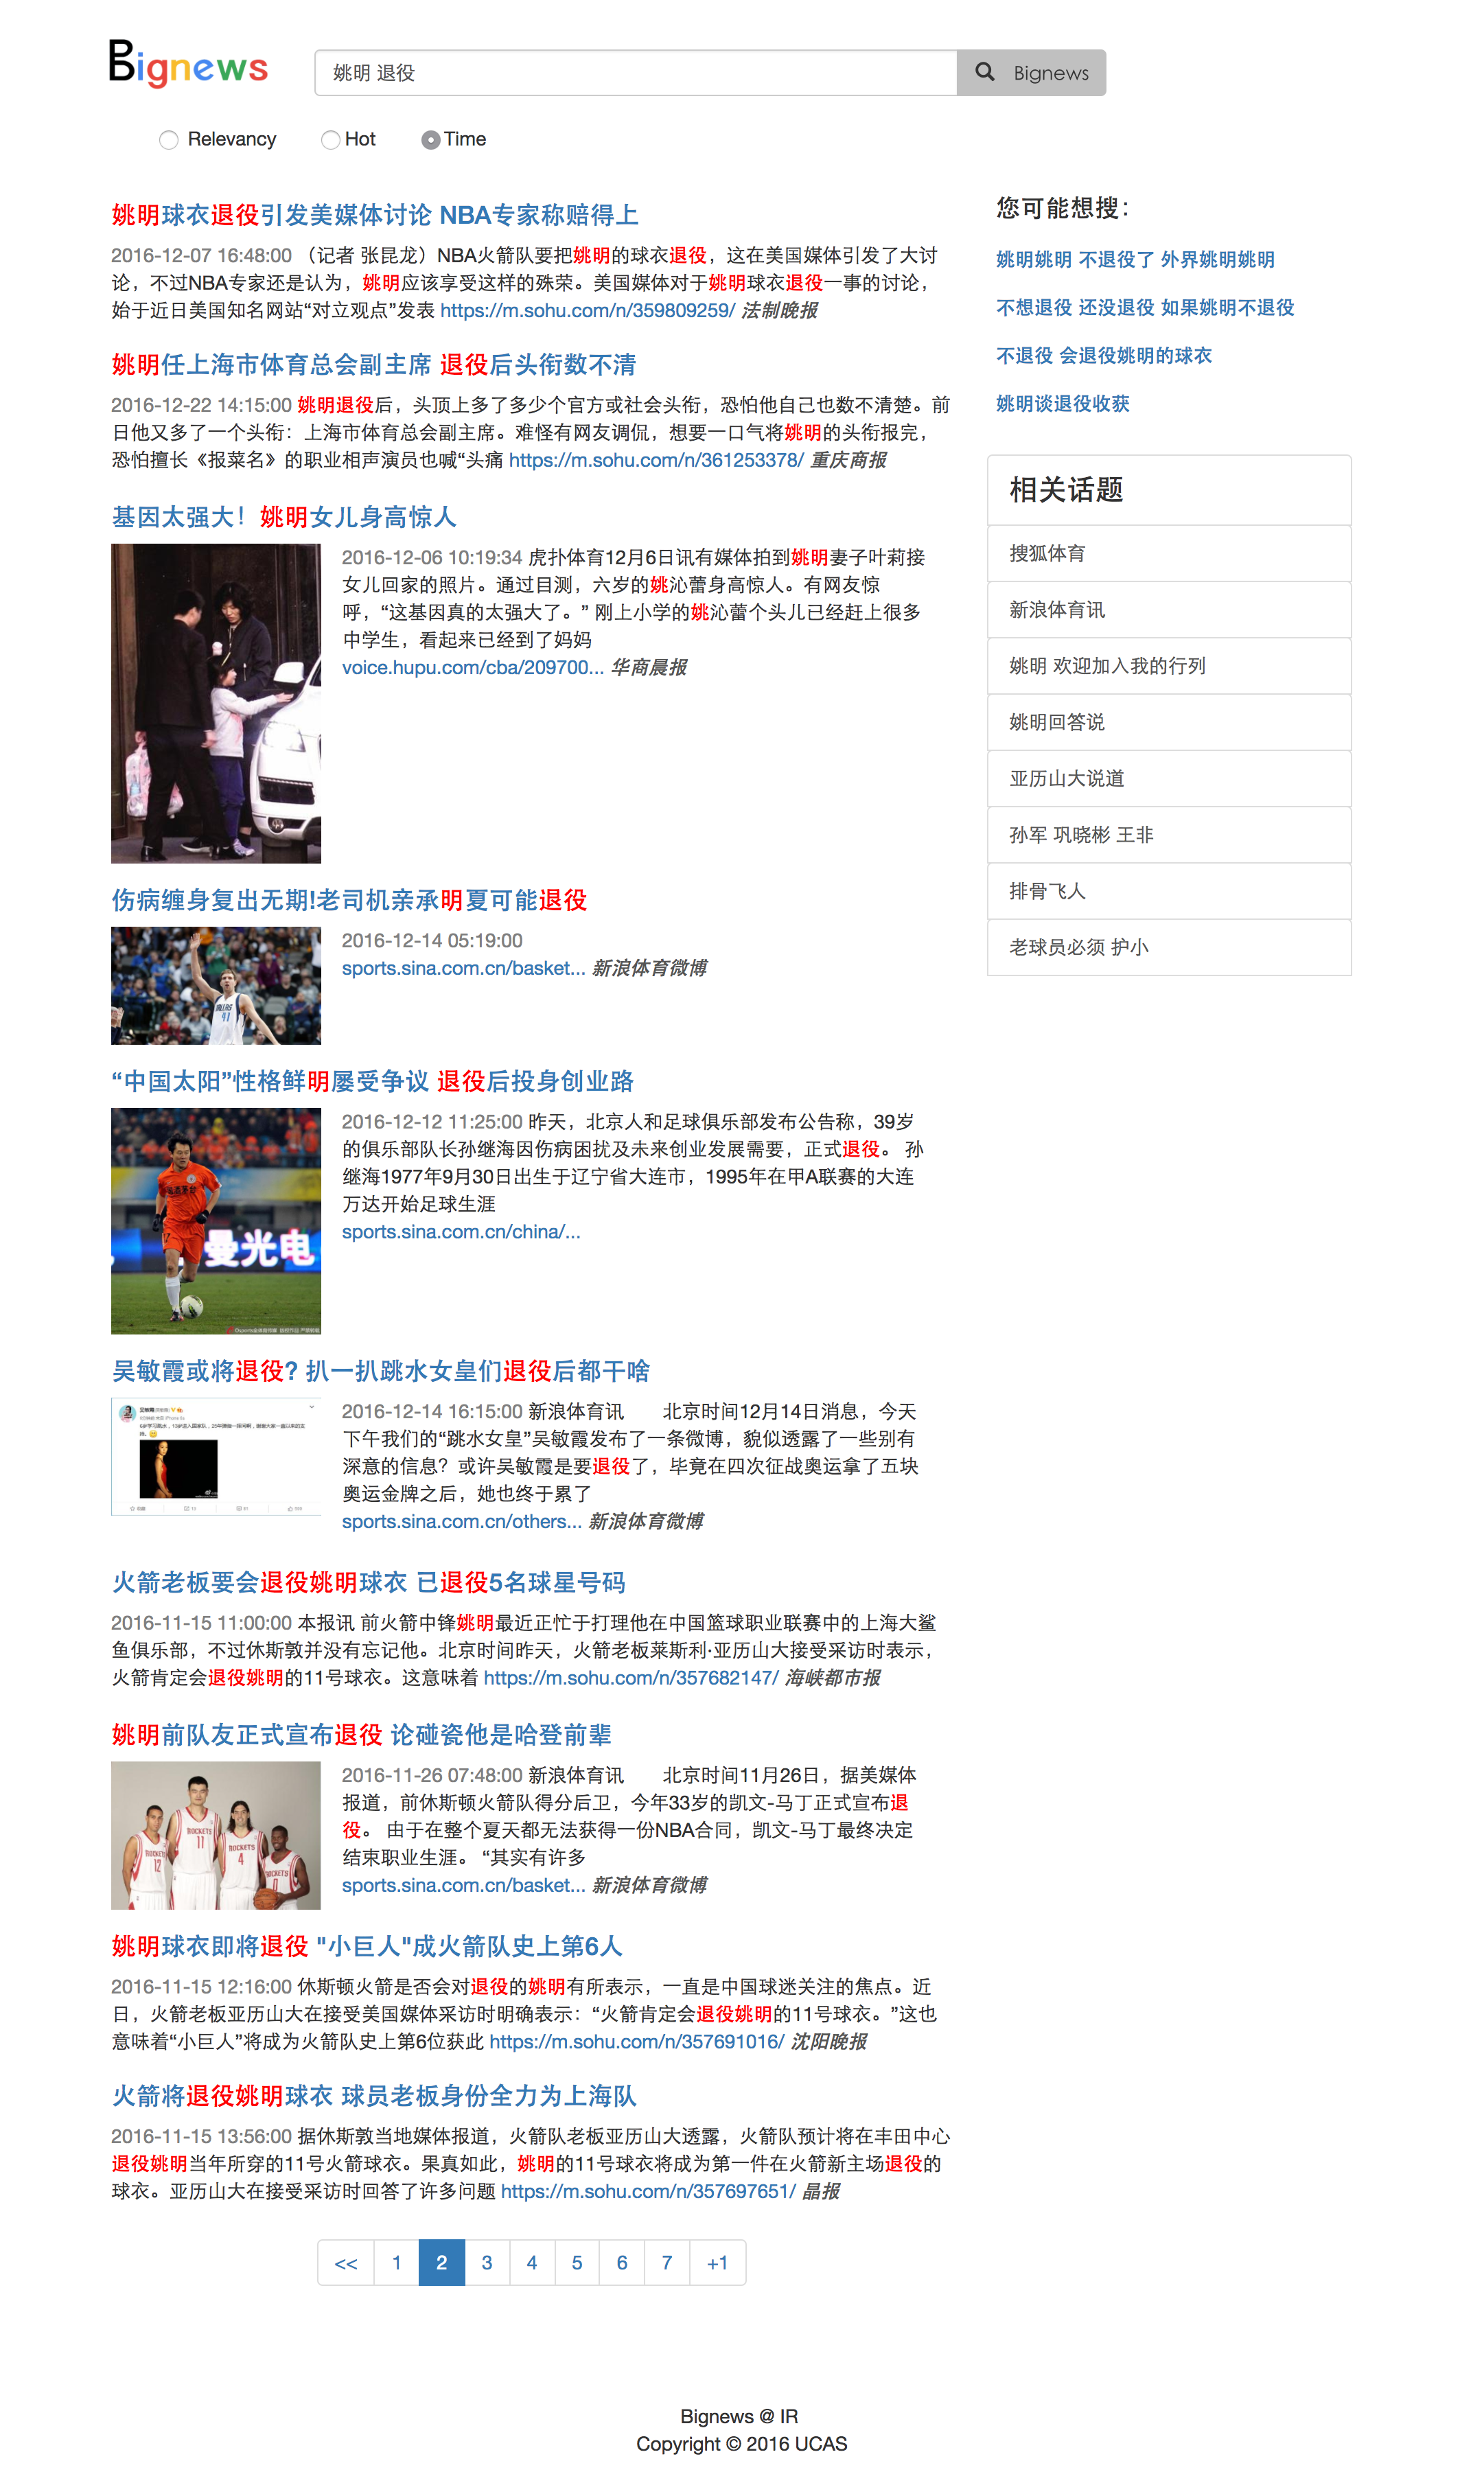 Bignews
姚明 退役
Bignews
Relevancy Hot Time
姚明球衣退役引发美媒体讨论 NBA专家称赔得上
2016-12-07 16:48:00 （记者 张昆龙）NBA火箭队要把姚明的球衣退役，这在美国媒体引发了大讨
论，不过NBA专家还是认为，姚明应该享受这样的殊荣。美国媒体对于姚明球衣退役一事的讨论，
始于近日美国知名网站“对立观点”发表 https://m.sohu.com/n/359809259/ 法制晚报
姚明任上海市体育总会副主席 退役后头衔数不清
2016-12-22 14:15:00 姚明退役后，头顶上多了多少个官方或社会头衔，恐怕他自己也数不清楚。前
日他又多了一个头衔：上海市体育总会副主席。难怪有网友调侃，想要一口气将姚明的头衔报完，
恐怕擅长《报菜名》的职业相声演员也喊“头痛 https://m.sohu.com/n/361253378/ 重庆商报
基因太强大！姚明女儿身高惊人
2016-12-06 10:19:34 虎扑体育12月6日讯有媒体拍到姚明妻子叶莉接
女儿回家的照片。通过目测，六岁的姚沁蕾身高惊人。有网友惊
呼，“这基因真的太强大了。” 刚上小学的姚沁蕾个头儿已经赶上很多
中学生，看起来已经到了妈妈
voice.hupu.com/cba/209700... 华商晨报
伤病缠身复出无期!老司机亲承明夏可能退役
2016-12-14 05:19:00
sports.sina.com.cn/basket... 新浪体育微博
“中国太阳”性格鲜明屡受争议 退役后投身创业路
2016-12-12 11:25:00 昨天，北京人和足球俱乐部发布公告称，39岁
的俱乐部队长孙继海因伤病困扰及未来创业发展需要，正式退役。 孙
继海1977年9月30日出生于辽宁省大连市，1995年在甲A联赛的大连
万达开始足球生涯
sports.sina.com.cn/china/...
吴敏霞或将退役? 扒一扒跳水女皇们退役后都干啥
2016-12-14 16:15:00 新浪体育讯　　北京时间12月14日消息，今天
下午我们的“跳水女皇”吴敏霞发布了一条微博，貌似透露了一些别有
深意的信息？或许吴敏霞是要退役了，毕竟在四次征战奥运拿了五块
奥运金牌之后，她也终于累了
sports.sina.com.cn/others... 新浪体育微博
火箭老板要会退役姚明球衣 已退役5名球星号码
2016-11-15 11:00:00 本报讯 前火箭中锋姚明最近正忙于打理他在中国篮球职业联赛中的上海大鲨
鱼俱乐部，不过休斯敦并没有忘记他。北京时间昨天，火箭老板莱斯利·亚历山大接受采访时表示，
火箭肯定会退役姚明的11号球衣。这意味着 https://m.sohu.com/n/357682147/ 海峡都市报
姚明前队友正式宣布退役 论碰瓷他是哈登前辈
2016-11-26 07:48:00 新浪体育讯　　北京时间11月26日，据美媒体
报道，前休斯顿火箭队得分后卫，今年33岁的凯文-马丁正式宣布退
役。 由于在整个夏天都无法获得一份NBA合同，凯文-马丁最终决定
结束职业生涯。 “其实有许多
sports.sina.com.cn/basket... 新浪体育微博
姚明球衣即将退役 "小巨人"成火箭队史上第6人
2016-11-15 12:16:00 休斯顿火箭是否会对退役的姚明有所表示，一直是中国球迷关注的焦点。近
日，火箭老板亚历山大在接受美国媒体采访时明确表示：“火箭肯定会退役姚明的11号球衣。”这也
意味着“小巨人”将成为火箭队史上第6位获此 https://m.sohu.com/n/357691016/ 沈阳晚报
火箭将退役姚明球衣 球员老板身份全力为上海队
2016-11-15 13:56:00 据休斯敦当地媒体报道，火箭队老板亚历山大透露，火箭队预计将在丰田中心
退役姚明当年所穿的11号火箭球衣。果真如此，姚明的11号球衣将成为第一件在火箭新主场退役的
球衣。亚历山大在接受采访时回答了许多问题 https://m.sohu.com/n/357697651/ 晶报
<< 1 2 3 4 5 6 7 +1
您可能想搜：
姚明姚明 不退役了 外界姚明姚明
不想退役 还没退役 如果姚明不退役
不退役 会退役姚明的球衣
姚明谈退役收获
相关话题
搜狐体育
新浪体育讯
姚明 欢迎加入我的行列
姚明回答说
亚历山大说道
孙军 巩晓彬 王非
排骨飞人
老球员必须 护小
Bignews @ IR
Copyright © 2016 UCAS